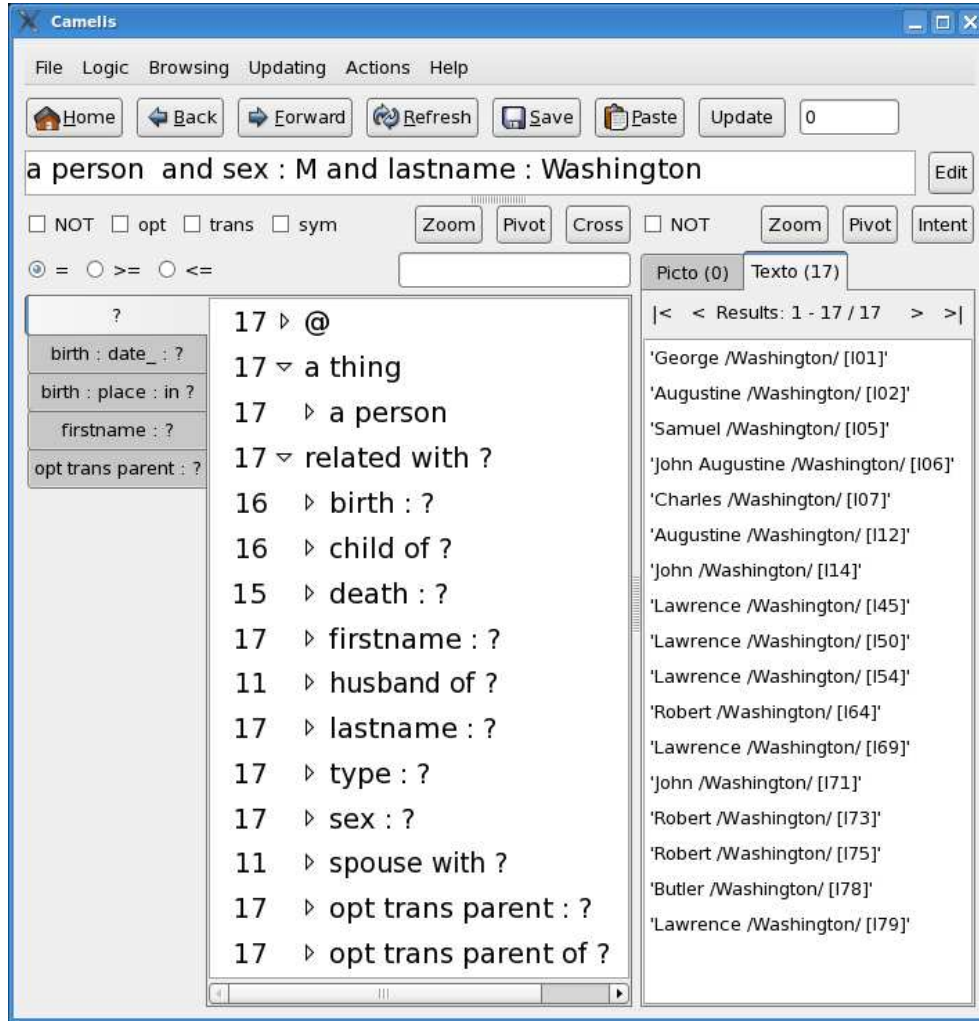 Camelis
File Logic Browsing Updating Actions Help
Home Back Forward Refresh Save Paste Update 0
a person and sex : M and lastname : Washington Edit
NOT opt trans sym Zoom Pivot Cross NOT Zoom Pivot Intent
= >= <=
Picto (0) Texto (17)
?
birth : date_ : ?
birth : place : in ?
firstname : ?
opt trans parent : ?
17 @
17 a thing
17 a person
17 related with ?
16 birth : ?
16 child of ?
15 death : ?
17 firstname : ?
11 husband of ?
17 lastname : ?
17 type : ?
17 sex : ?
11 spouse with ?
17 opt trans parent : ?
17 opt trans parent of ?
|< < Results: 1 - 17 / 17 > >|
'George /Washington/ [I01]'
'Augustine /Washington/ [I02]'
'Samuel /Washington/ [I05]'
'John Augustine /Washington/ [I06]'
'Charles /Washington/ [I07]'
'Augustine /Washington/ [I12]'
'John /Washington/ [I14]'
'Lawrence /Washington/ [I45]'
'Lawrence /Washington/ [I50]'
'Lawrence /Washington/ [I54]'
'Robert /Washington/ [I64]'
'Lawrence /Washington/ [I69]'
'John /Washington/ [I71]'
'Robert /Washington/ [I73]'
'Robert /Washington/ [I75]'
'Butler /Washington/ [I78]'
'Lawrence /Washington/ [I79]'